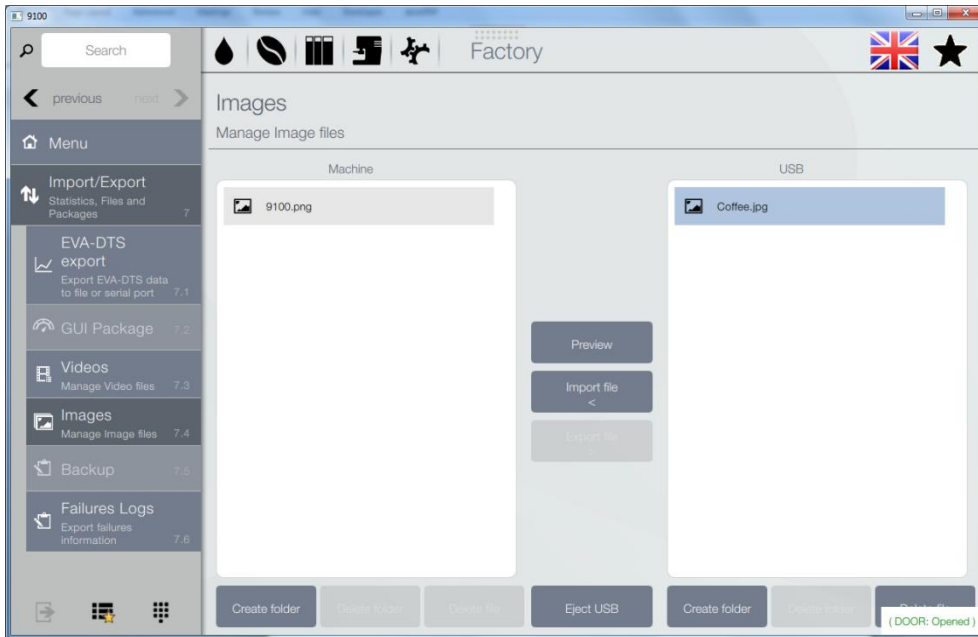 9100
Search
Factory
previous next
Menu
Import/Export
Statistics, Files and
Packages 7
EVA-DTS
export
Export EVA-DTS data
to file or serial port 7.1
GUI Package 7.2
Videos
Manage Video files 7.3
Images
Manage Image files 7.4
Backup 7.5
Failures Logs
Export failures
information 7.6
Images
Manage Image files
Machine
USB
9100.png
Coffee.jpg
Preview
Import file
<
Export file
>
Create folder
Delete folder
Delete file
Eject USB
Create folder
Delete folder
( DOOR: Opened )